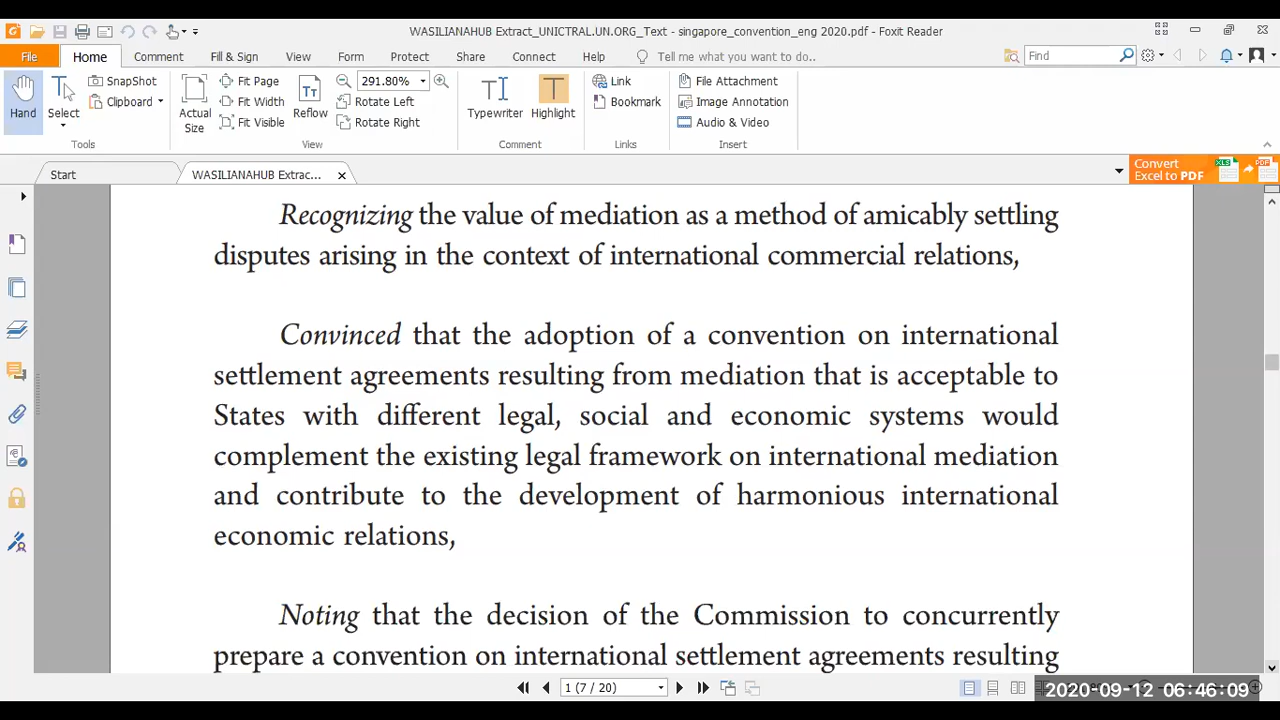 WASILIANAHUB Extract_UNICTRAL.UN.ORG_Text - singapore_convention_eng 2020.pdf - Foxit Reader
File Home Comment Fill & Sign View Form Protect Share Connect Help Tell me what you want to do.. Find
Hand Select SnapShot Clipboard
Actual Size Fit Page Fit Width Fit Visible Reflow 291.80% Rotate Left Rotate Right
Typewriter Highlight Link Bookmark File Attachment Image Annotation Audio & Video
Tools View Comment Links Insert
Start WASILIANAHUB Extrac... Convert Excel to PDF XLS PDF
Recognizing the value of mediation as a method of amicably settling
disputes arising in the context of international commercial relations,
Convinced that the adoption of a convention on international
settlement agreements resulting from mediation that is acceptable to
States with different legal, social and economic systems would
complement the existing legal framework on international mediation
and contribute to the development of harmonious international
economic relations,
Noting that the decision of the Commission to concurrently
prepare a convention on international settlement agreements resulting
1 (7 / 20)
2020-09-12 06:46:09